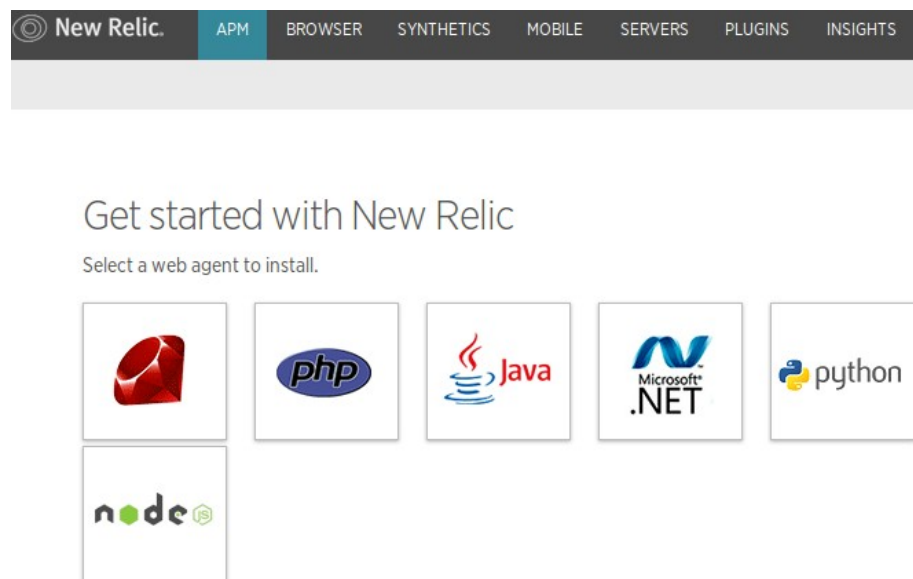 New Relic. APM BROWSER SYNTHETICS MOBILE SERVERS PLUGINS INSIGHTS
Get started with New Relic
Select a web agent to install.
php Java Microsoft® .NET python
node JS